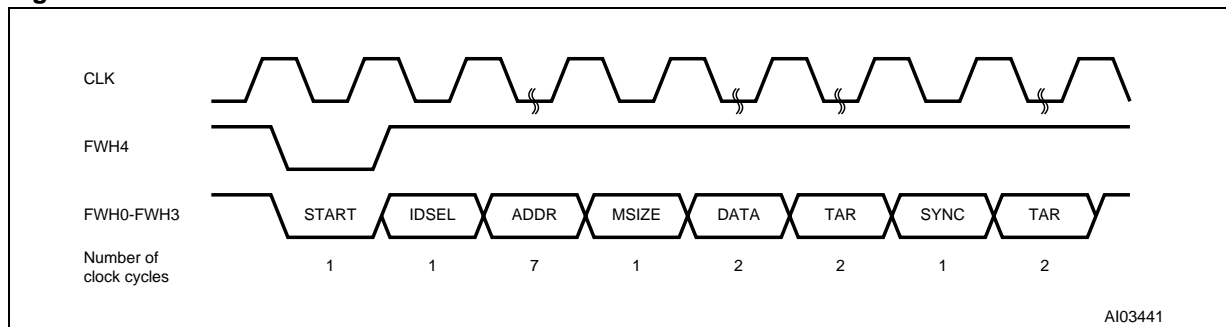 CLK
FWH4
FWH0-FWH3 START IDSEL ADDR MSIZE DATA TAR SYNC TAR
Number of
clock cycles 1 1 7 1 2 2 1 2
AI03441